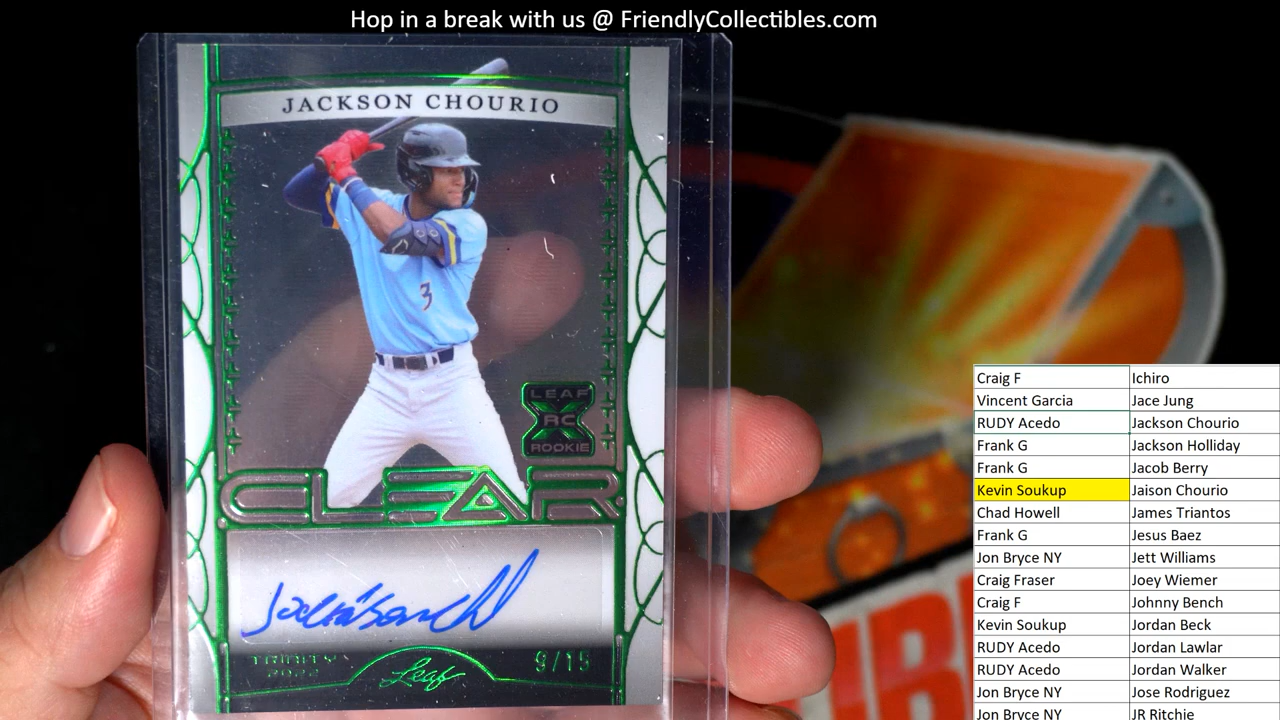 Hop in a break with us @ FriendlyCollectibles.com
JACKSON CHOURIO
3
LEAF
RC
ROOKIE
CLEAR
TRINITY
2022
Leaf
9/15
Craig F Ichiro
Vincent Garcia Jace Jung
RUDY Acedo Jackson Chourio
Frank G Jackson Holliday
Frank G Jacob Berry
Kevin Soukup Jaison Chourio
Chad Howell James Triantos
Frank G Jesus Baez
Jon Bryce NY Jett Williams
Craig Fraser Joey Wiemer
Craig F Johnny Bench
Kevin Soukup Jordan Beck
RUDY Acedo Jordan Lawlar
RUDY Acedo Jordan Walker
Jon Bryce NY Jose Rodriguez
Jon Bryce NY JR Ritchie